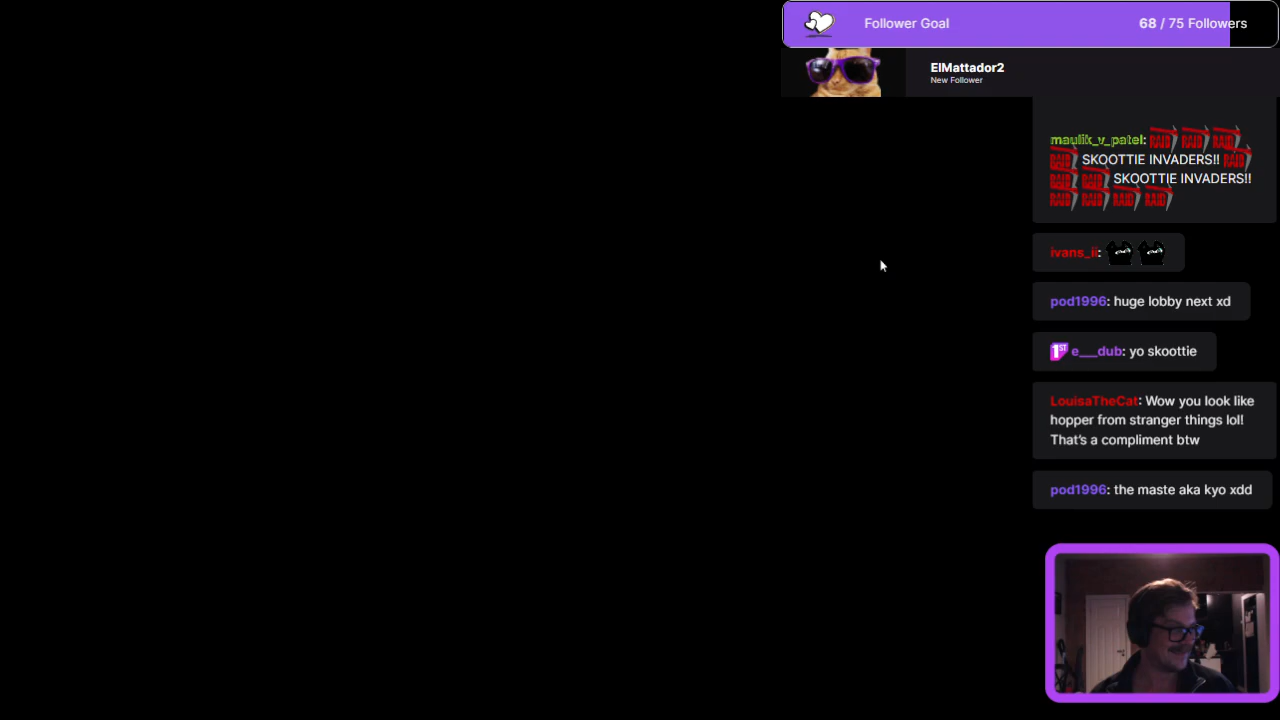 Follower Goal
68 / 75 Followers
ElMattador2
New Follower
maulik_v_patel: RAID RAID RAID
RAID SKOOTTIE INVADERS!! RAID
RAID RAID SKOOTTIE INVADERS!!
RAID RAID RAID RAID
ivans_ii:
pod1996: huge lobby next xd
1ST e___dub: yo skoottie
LouisaTheCat: Wow you look like
hopper from stranger things lol!
That's a compliment btw
pod1996: the maste aka kyo xdd